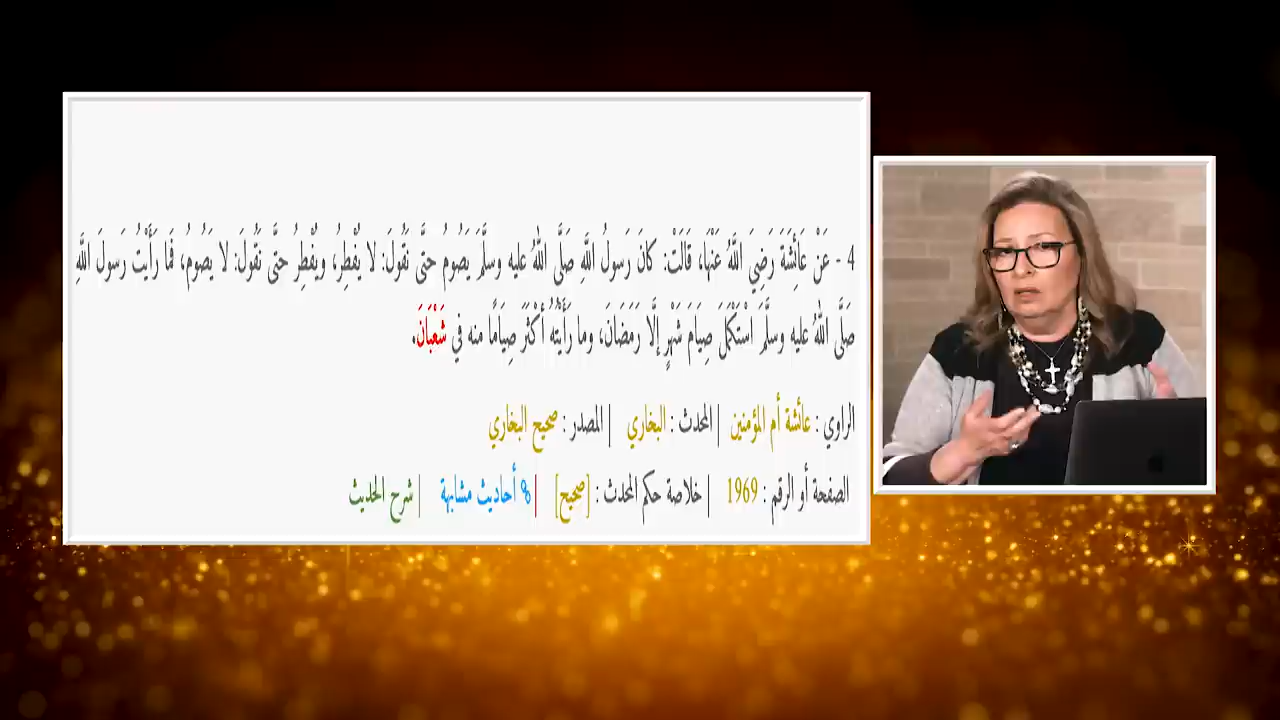 4 - عَنْ عَائِشَةَ رَضِيَ اللَّهُ عَنْهَا، قَالَتْ: كانَ رَسولُ اللَّهِ صَلَّى اللهُ عليه وسلَّمَ يَصُومُ حتَّى نَقُولَ: لا يُفْطِرُ، ويُفْطِرُ حتَّى نَقُولَ: لا يَصُومُ، فَما رَأَيْتُ رَسولَ اللَّهِ
صَلَّى اللهُ عليه وسلَّمَ اسْتَكْمَلَ صِيَامَ شَهْرٍ إلَّا رَمَضَانَ، وما رَأَيْتُهُ أكْثَرَ صِيَامًا منه في شَعْبَانَ.
الراوي : عائشة أم المؤمنين | المحدث : البخاري | المصدر : صحيح البخاري
الصفحة أو الرقم : 1969 | خلاصة حكم المحدث : [صحيح] | % أحاديث مشابهة | شرح الحديث